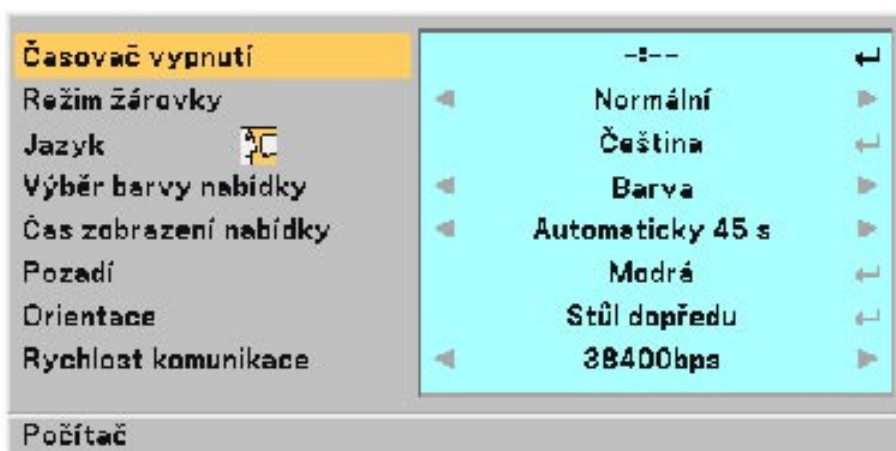 Časovač vypnutí -:--
Režim žárovky Normální
Jazyk Čeština
Výběr barvy nabídky Barva
Čas zobrazení nabídky Automaticky 45 s
Pozadí Modrá
Orientace Stůl dopředu
Rychlost komunikace 38400bps
Počítač